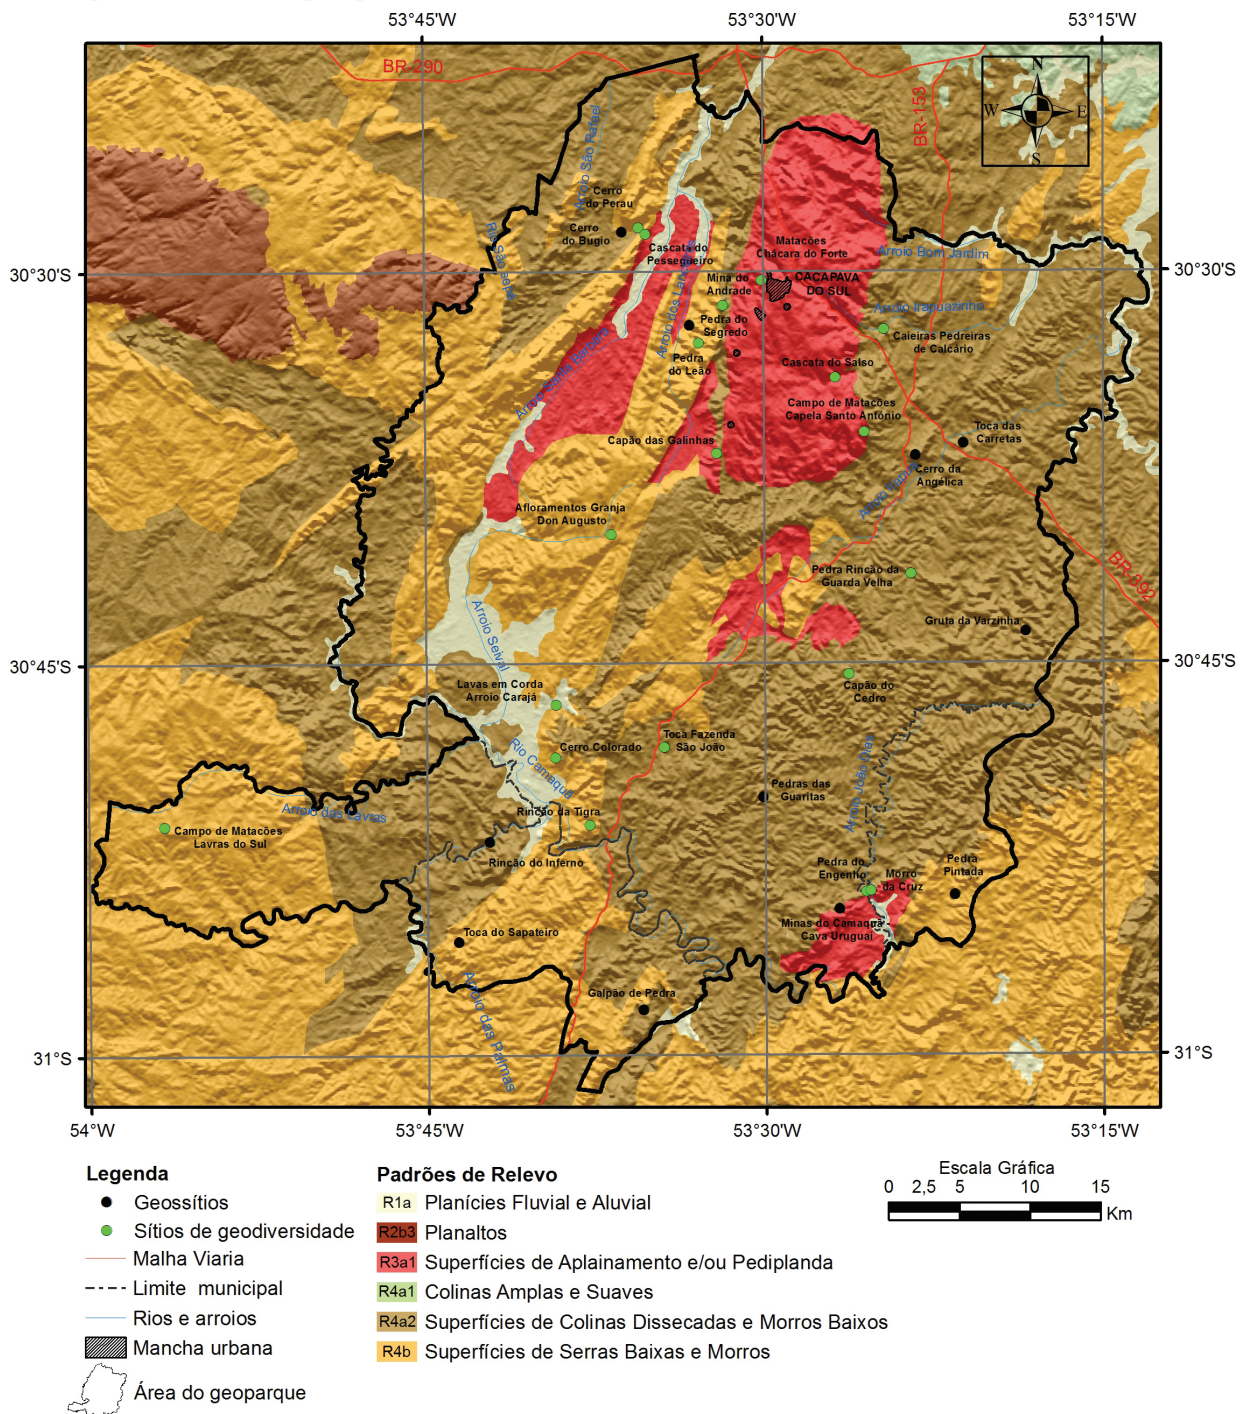 53°45'W
53°30'W
53°15'W
BR-290
BR-153
N
W
E
S
Arroio São Rafael
Cerro
do Perau
Cerro
do Bugio
Cascata do
Pessegueiro
Matacões
Chácara do Forte
Arroio Bom Jardim
30°30'S
30°30'S
Mina do
Andrade
CAÇAPAVA
DO SUL
Arroio dos Lanceiros
Arroio Irapuazinho
Pedra do
Segredo
Caieiras Pedreiras
de Calcário
Pedra
do Leão
Cascata do Salso
Arroio Santa Bárbara
Campo de Matacões
Capela Santo Antônio
Toca das
Carretas
Capão das Galinhas
Cerro da
Angélica
Arroio Irapuá
Afloramentos Granja
Don Augusto
Pedra Rincão da
Guarda Velha
BR-392
Arroio Seival
Gruta da Varzinha
30°45'S
30°45'S
Lavas em Corda
Arroio Carajá
Capão do
Cedro
Toca Fazenda
São João
Cerro Colorado
Rio Camaquã
Arroio João Dias
Pedras das
Guaritas
Arroio das Lavras
Rincão da Tigra
Campo de Matacões
Lavras do Sul
Rincão do Inferno
Pedra do
Engenho
Morro
da Cruz
Pedra
Pintada
Minas do Camaquã
Cava Uruguai
Toca do Sapateiro
Galpão de Pedra
Arroio das Palmas
31°S
31°S
54°W
53°45'W
53°30'W
53°15'W
Legenda
Geossítios
Sítios de geodiversidade
Malha Viaria
Limite municipal
Rios e arroios
Mancha urbana
Área do geoparque
Padrões de Relevo
R1a Planícies Fluvial e Aluvial
R2b3 Planaltos
R3a1 Superfícies de Aplainamento e/ou Pediplanda
R4a1 Colinas Amplas e Suaves
R4a2 Superfícies de Colinas Dissecadas e Morros Baixos
R4b Superfícies de Serras Baixas e Morros
Escala Gráfica
0 2,5 5 10 15
Km